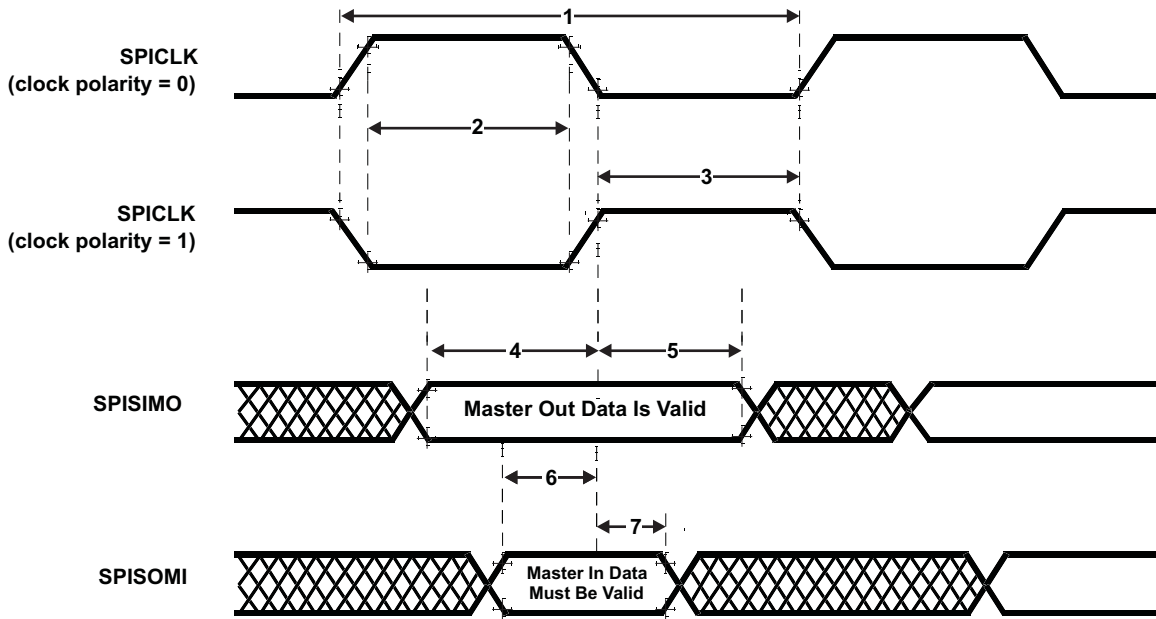 1
SPICLK
(clock polarity = 0)
2
3
SPICLK
(clock polarity = 1)
4
5
SPISIMO
Master Out Data Is Valid
6
7
SPISOMI
Master In Data
Must Be Valid